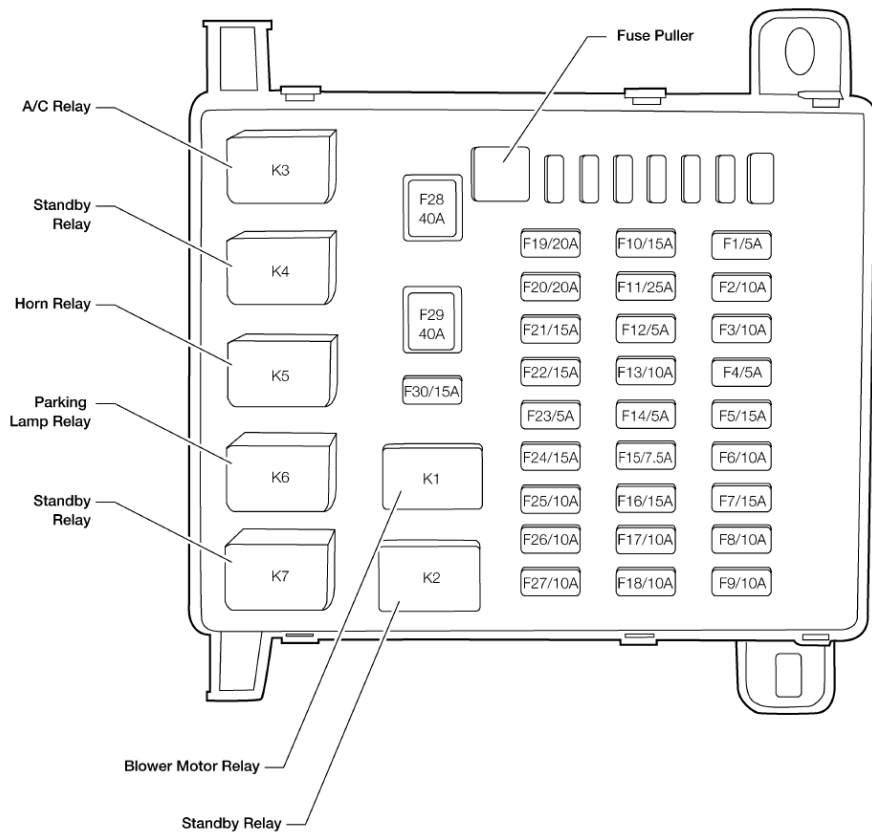 Fuse Puller
A/C Relay
K3
F28
40A
Standby
Relay
K4
F19/20A F10/15A F1/5A
F20/20A F11/25A F2/10A
Horn Relay
F29
40A
F21/15A F12/5A F3/10A
K5
F22/15A F13/10A F4/5A
F30/15A
Parking
Lamp Relay
F23/5A F14/5A F5/15A
K6
K1
F24/15A F15/7.5A F6/10A
Standby
Relay
F25/10A F16/15A F7/15A
F26/10A F17/10A F8/10A
K7
K2
F27/10A F18/10A F9/10A
Blower Motor Relay
Standby Relay